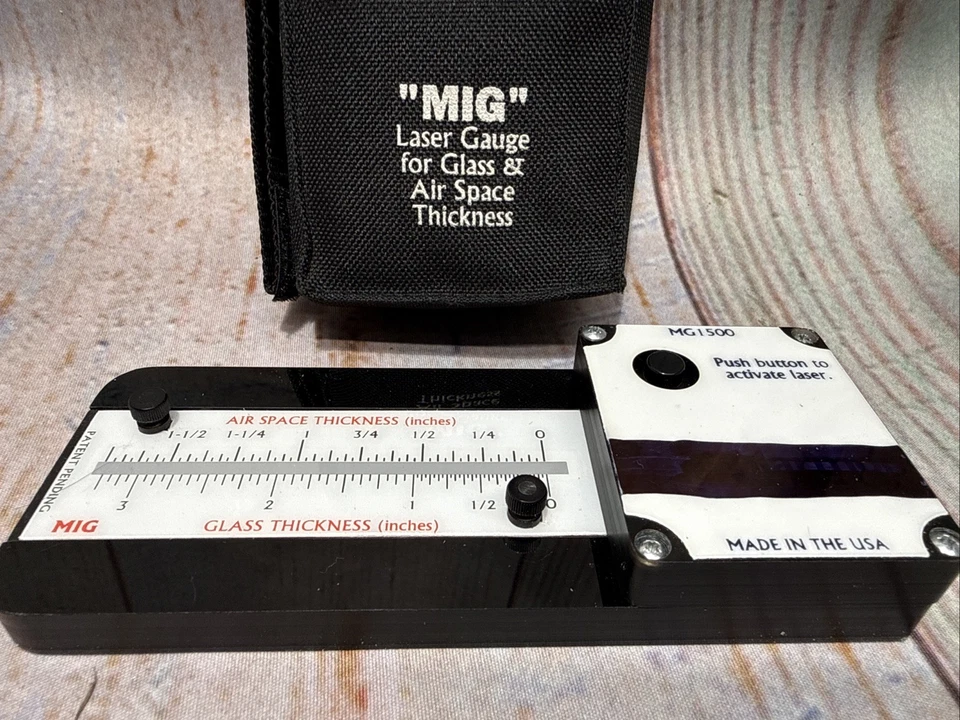 "MIG"
Laser Gauge
for Glass &
Air Space
Thickness
MG1500
Push button to
activate laser.
MADE IN THE USA
AIR SPACE THICKNESS (inches)
1-1/2 1-1/4 1 3/4 1/2 1/4 0
PATENT PENDING
3 2 1 1/2 0
MIG GLASS THICKNESS (inches)